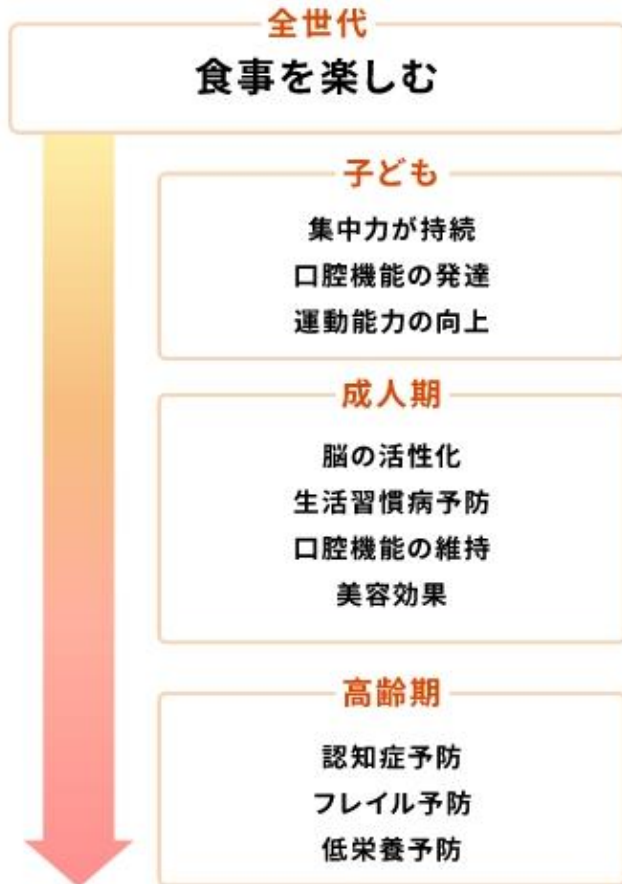 全世代
食事を楽しむ
子ども
集中力が持続
口腔機能の発達
運動能力の向上
成人期
脳の活性化
生活習慣病予防
口腔機能の維持
美容効果
高齢期
認知症予防
フレイル予防
低栄養予防